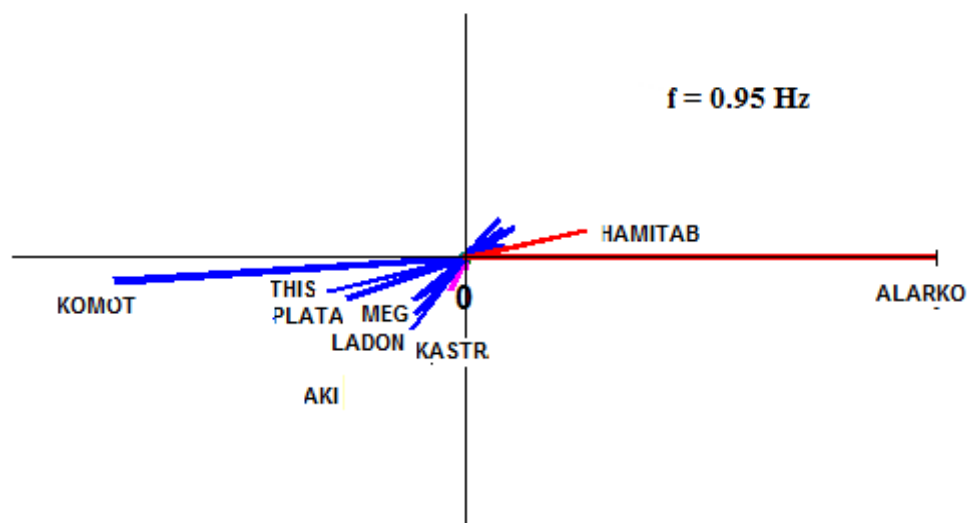 f = 0.95 Hz
HAMITAB
THIS
KOMOT
0
ALARKO
PLATA
MEG
LADON
KASTR
AKI